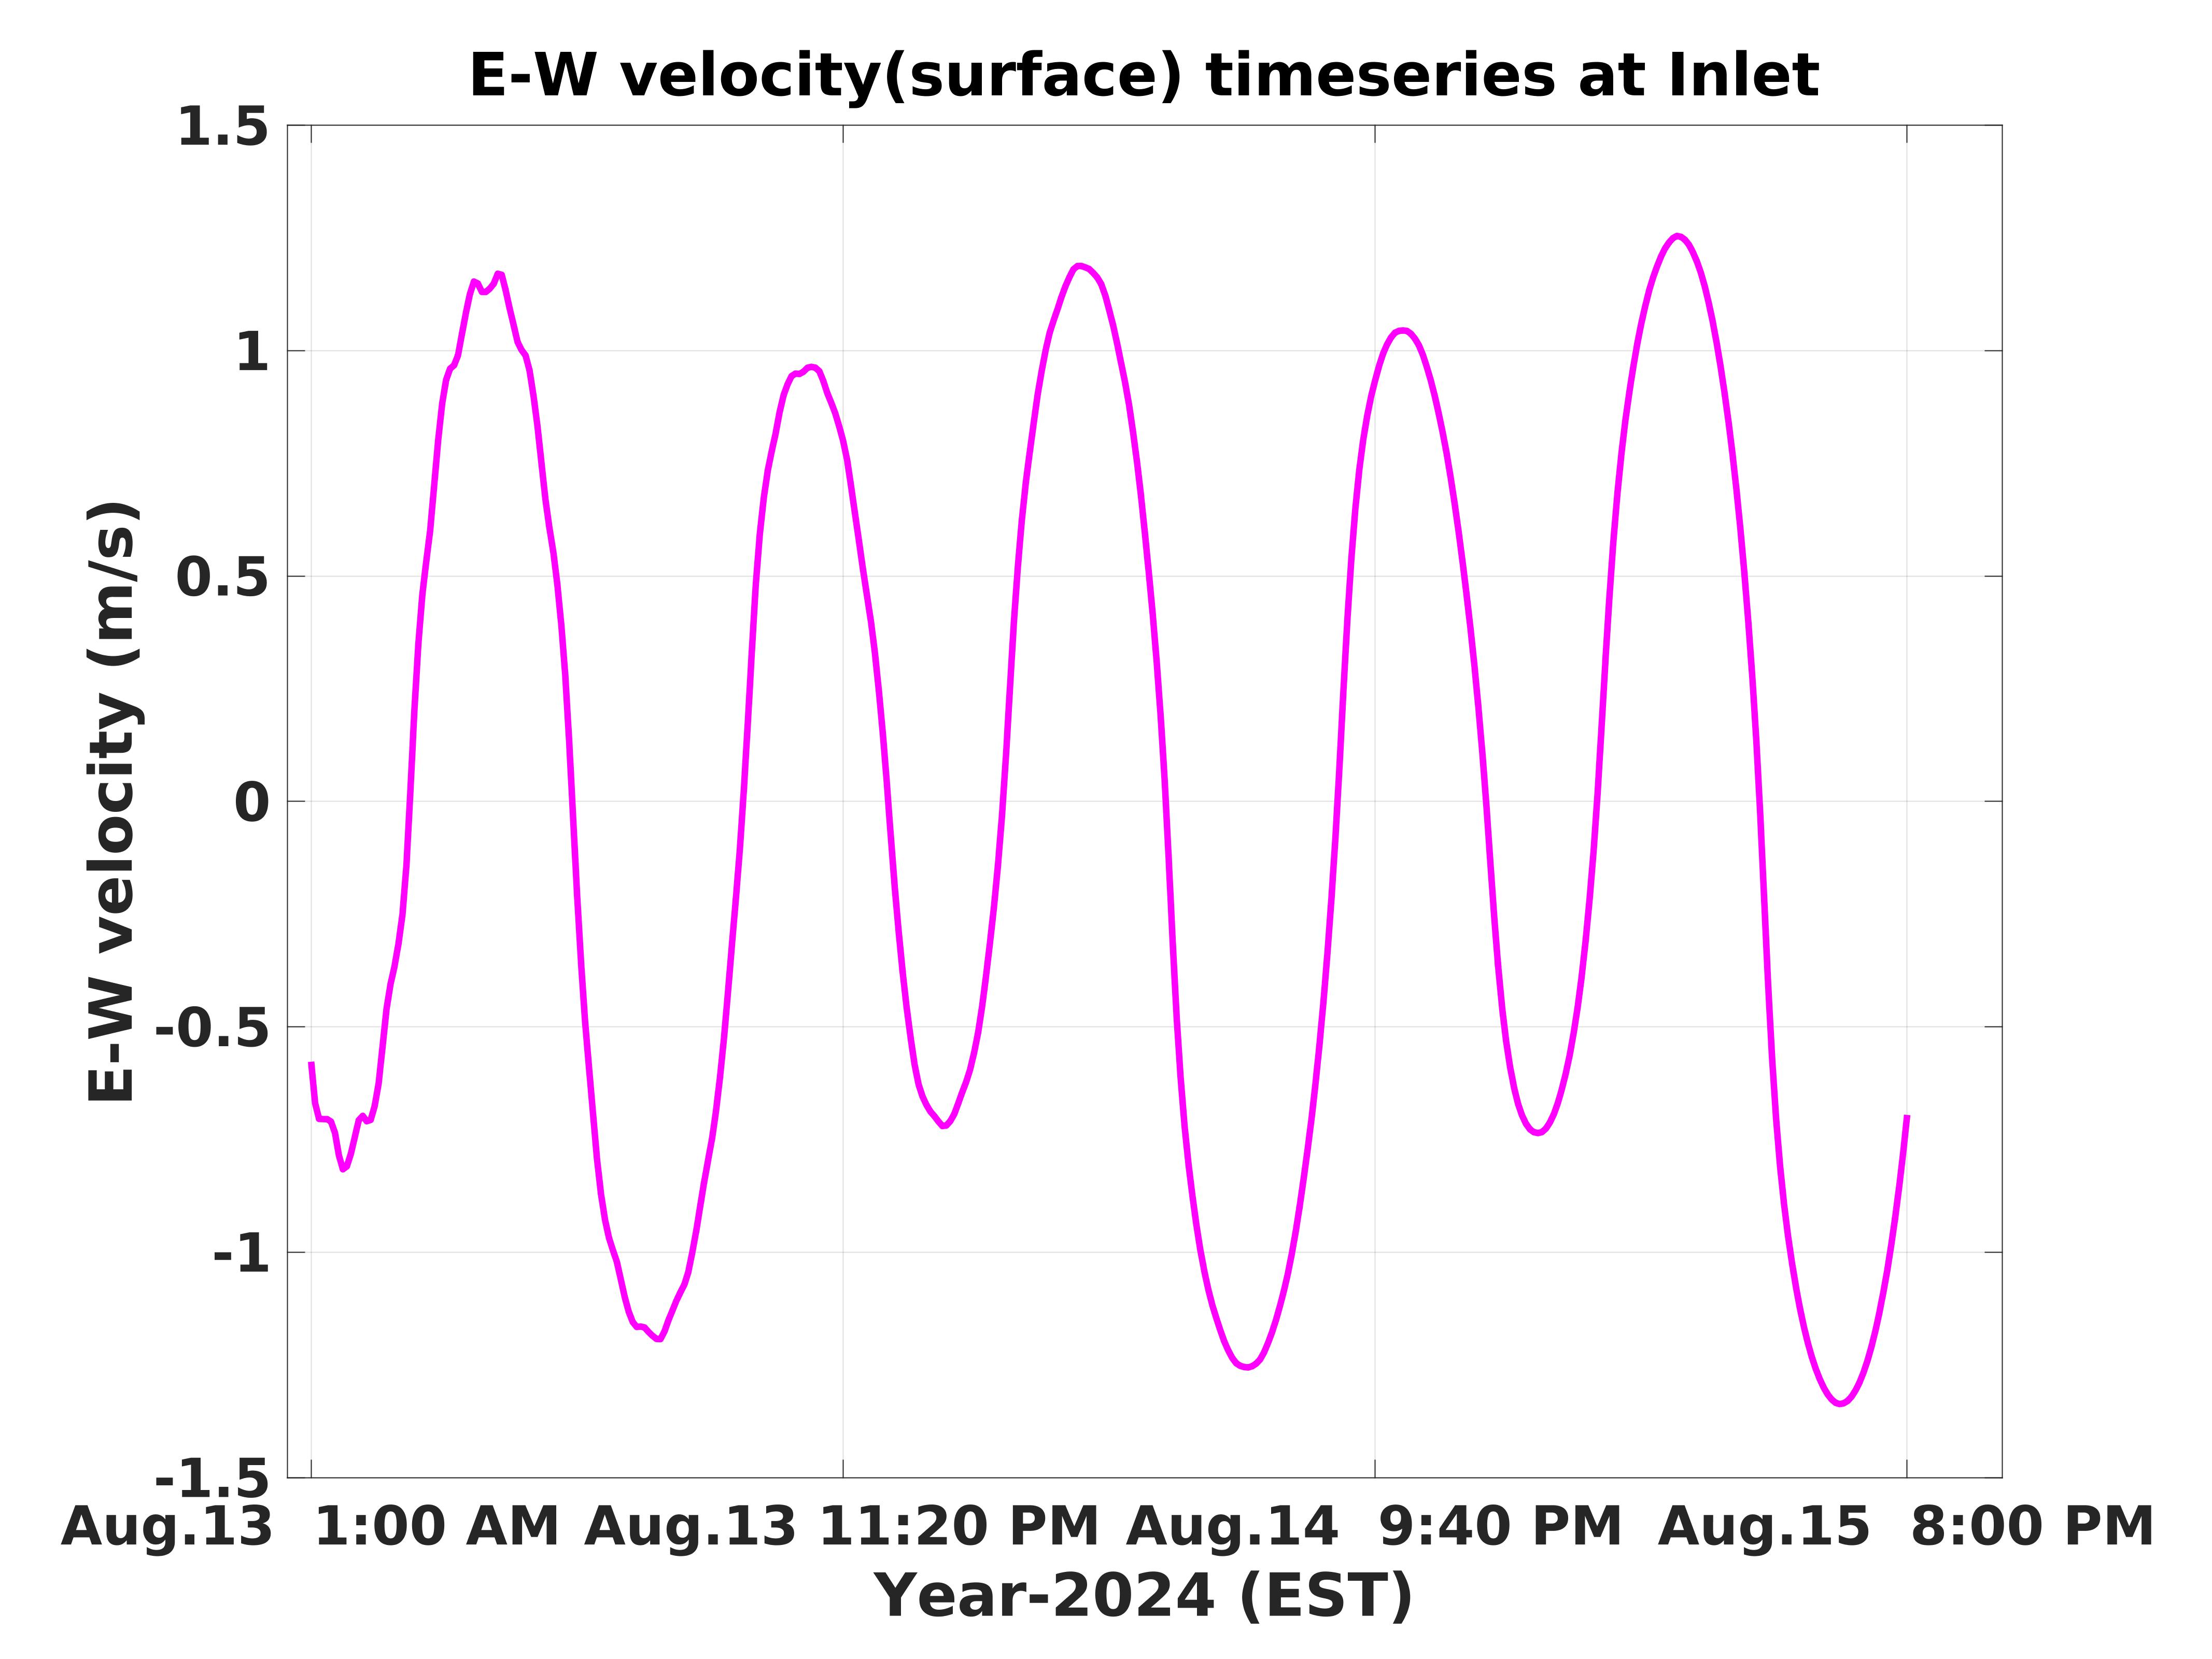 E-W velocity(surface) timeseries at Inlet
1.5
1
0.5
0
-0.5
-1
-1.5
E-W velocity (m/s)
Aug.13 1:00 AM Aug.13 11:20 PM Aug.14 9:40 PM Aug.15 8:00 PM
Year-2024 (EST)